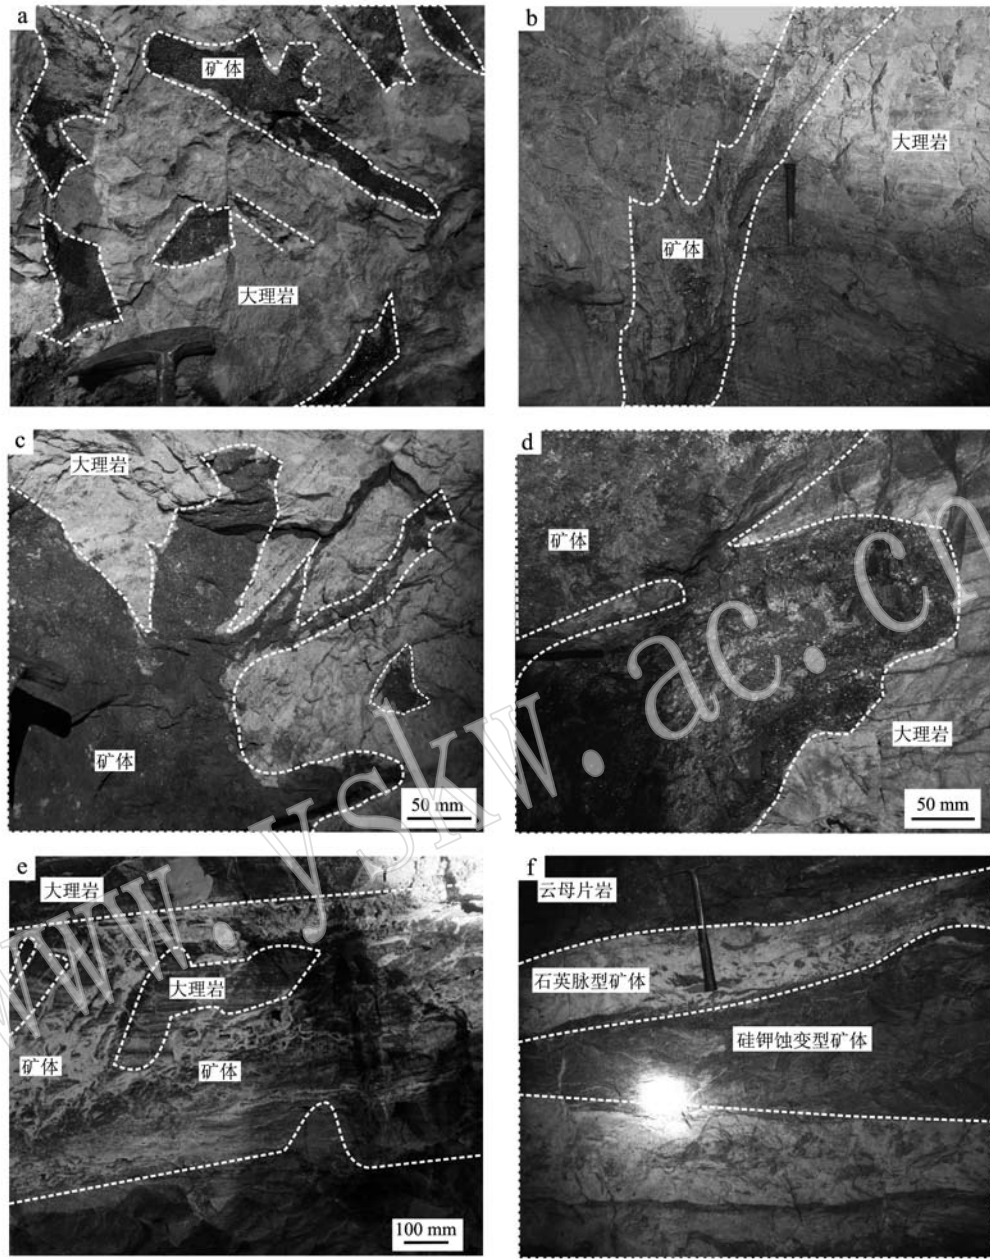 a
矿体
大理岩
b
大理岩
矿体
c
大理岩
矿体
50 mm
d
矿体
大理岩
50 mm
e
大理岩
大理岩
矿体
矿体
100 mm
f
云母片岩
石英脉型矿体
硅钾蚀变型矿体
www.yskw.ac.cn